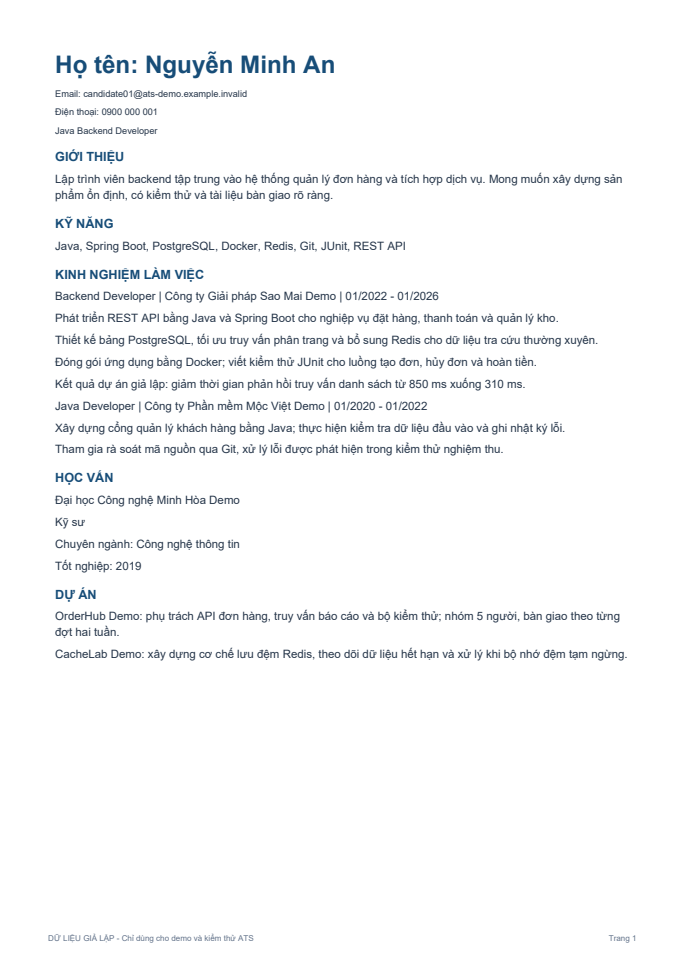 Họ tên: Nguyễn Minh An
Email: candidate01@ats-demo.example.invalid
Điện thoại: 0900 000 001
Java Backend Developer
GIỚI THIỆU
Lập trình viên backend tập trung vào hệ thống quản lý đơn hàng và tích hợp dịch vụ. Mong muốn xây dựng sản
phẩm ổn định, có kiểm thử và tài liệu bàn giao rõ ràng.
KỸ NĂNG
Java, Spring Boot, PostgreSQL, Docker, Redis, Git, JUnit, REST API
KINH NGHIỆM LÀM VIỆC
Backend Developer | Công ty Giải pháp Sao Mai Demo | 01/2022 - 01/2026
Phát triển REST API bằng Java và Spring Boot cho nghiệp vụ đặt hàng, thanh toán và quản lý kho.
Thiết kế bảng PostgreSQL, tối ưu truy vấn phân trang và bổ sung Redis cho dữ liệu tra cứu thường xuyên.
Đóng gói ứng dụng bằng Docker; viết kiểm thử JUnit cho luồng tạo đơn, hủy đơn và hoàn tiền.
Kết quả dự án giả lập: giảm thời gian phản hồi truy vấn danh sách từ 850 ms xuống 310 ms.
Java Developer | Công ty Phần mềm Mộc Việt Demo | 01/2020 - 01/2022
Xây dựng cổng quản lý khách hàng bằng Java; thực hiện kiểm tra dữ liệu đầu vào và ghi nhật ký lỗi.
Tham gia rà soát mã nguồn qua Git, xử lý lỗi được phát hiện trong kiểm thử nghiệm thu.
HỌC VẤN
Đại học Công nghệ Minh Hòa Demo
Kỹ sư
Chuyên ngành: Công nghệ thông tin
Tốt nghiệp: 2019
DỰ ÁN
OrderHub Demo: phụ trách API đơn hàng, truy vấn báo cáo và bộ kiểm thử; nhóm 5 người, bàn giao theo từng
đợt hai tuần.
CacheLab Demo: xây dựng cơ chế lưu đệm Redis, theo dõi dữ liệu hết hạn và xử lý khi bộ nhớ đệm tạm ngừng.
DỮ LIỆU GIẢ LẬP - Chỉ dùng cho demo và kiểm thử ATS
Trang 1